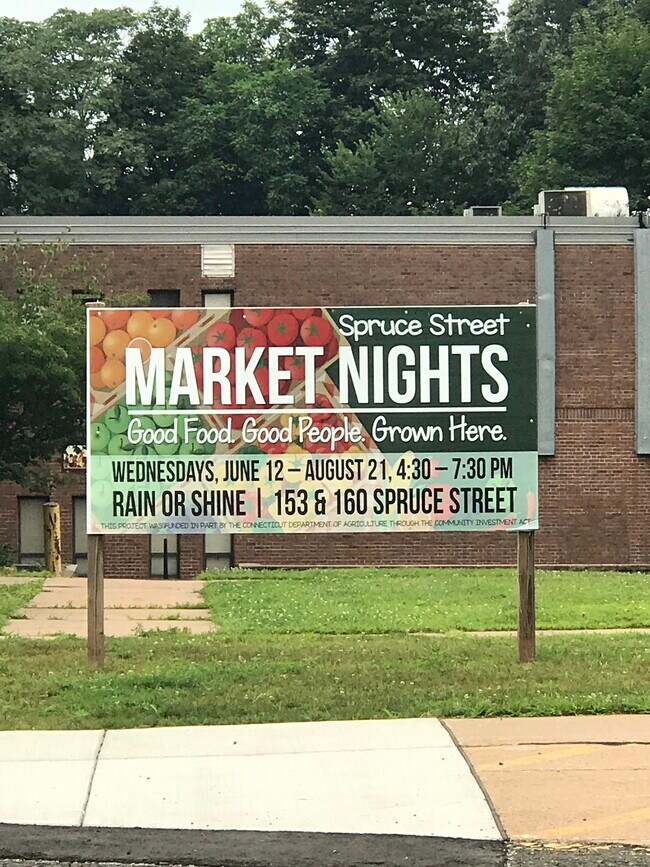 Spruce Street
MARKET NIGHTS
Good Food. Good People. Grown Here.
WEDNESDAYS, JUNE 12 – AUGUST 21, 4:30 – 7:30 PM
RAIN OR SHINE | 153 & 160 SPRUCE STREET
THIS PROJECT WAS FUNDED IN PART BY THE CONNECTICUT DEPARTMENT OF AGRICULTURE THROUGH THE COMMUNITY INVESTMENT ACT